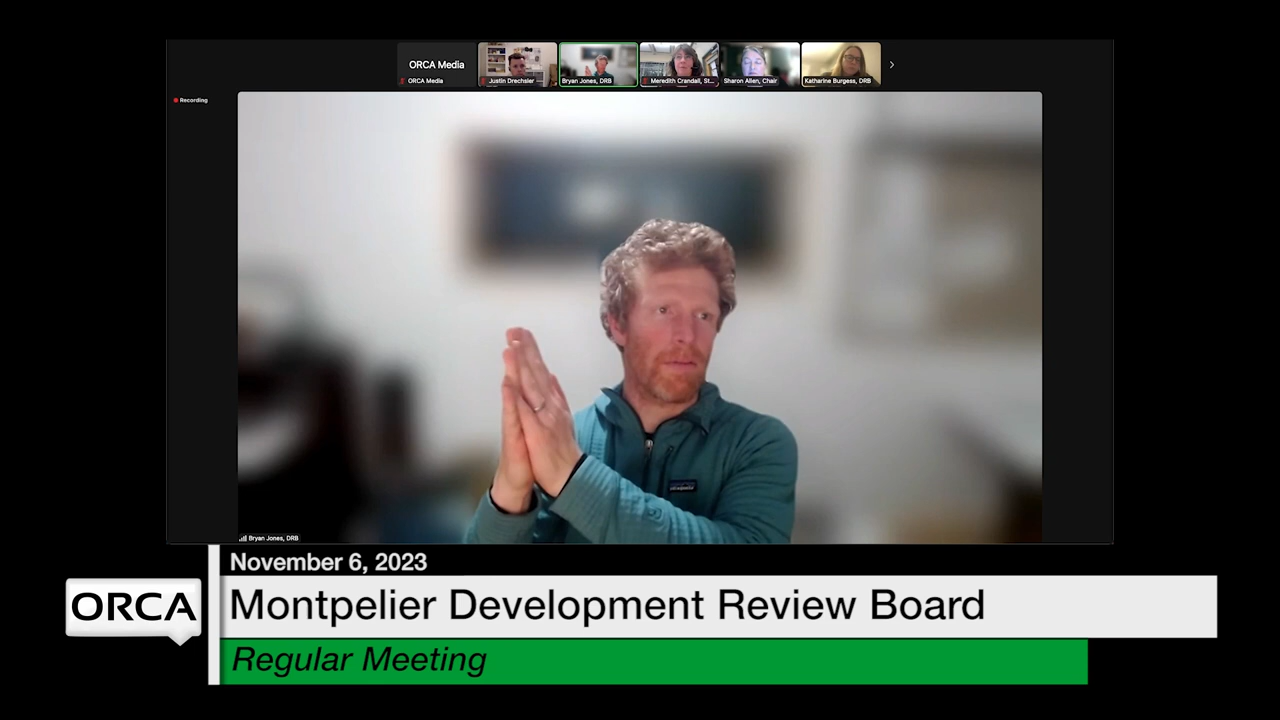 ORCA Media
ORCA Media
Justin Drechsler
Bryan Jones, DRB
Meredith Crandall, St...
Sharon Allen, Chair
Katharine Burgess, DRB
Recording
Bryan Jones, DRB
November 6, 2023
ORCA
Montpelier Development Review Board
Regular Meeting